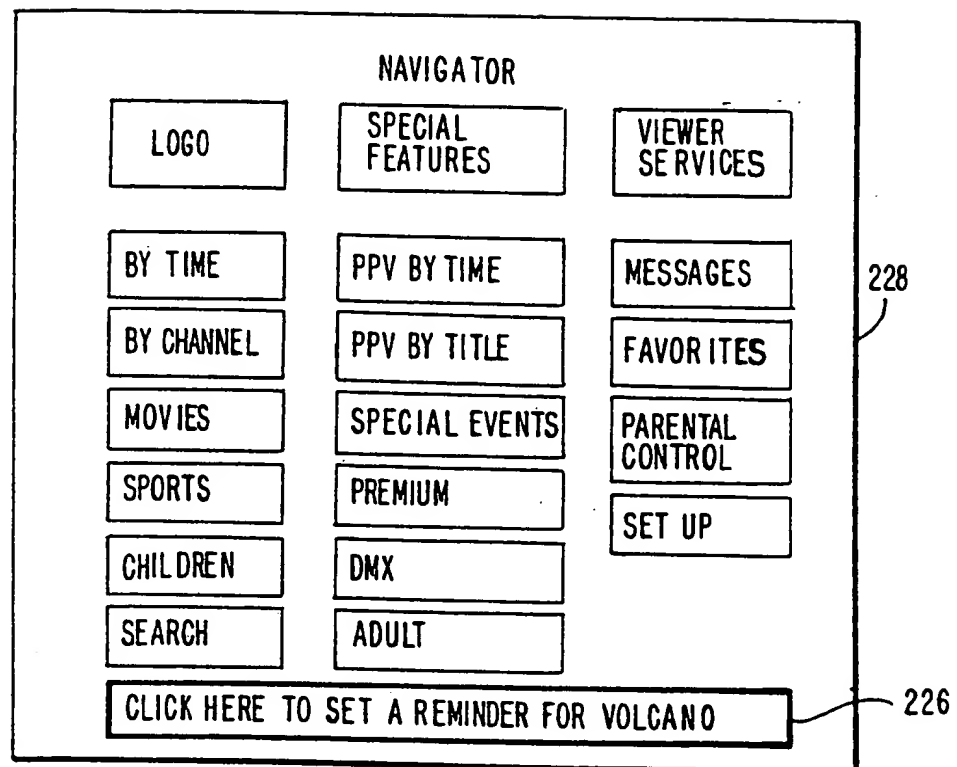 NAVIGATOR
LOGO
SPECIAL
FEATURES
VIEWER
SERVICES
BY TIME
PPV BY TIME
MESSAGES
BY CHANNEL
PPV BY TITLE
FAVORITES
MOVIES
SPECIAL EVENTS
PARENTAL
CONTROL
SPORTS
PREMIUM
SET UP
CHILDREN
DMX
SEARCH
ADULT
CLICK HERE TO SET A REMINDER FOR VOLCANO
228
226